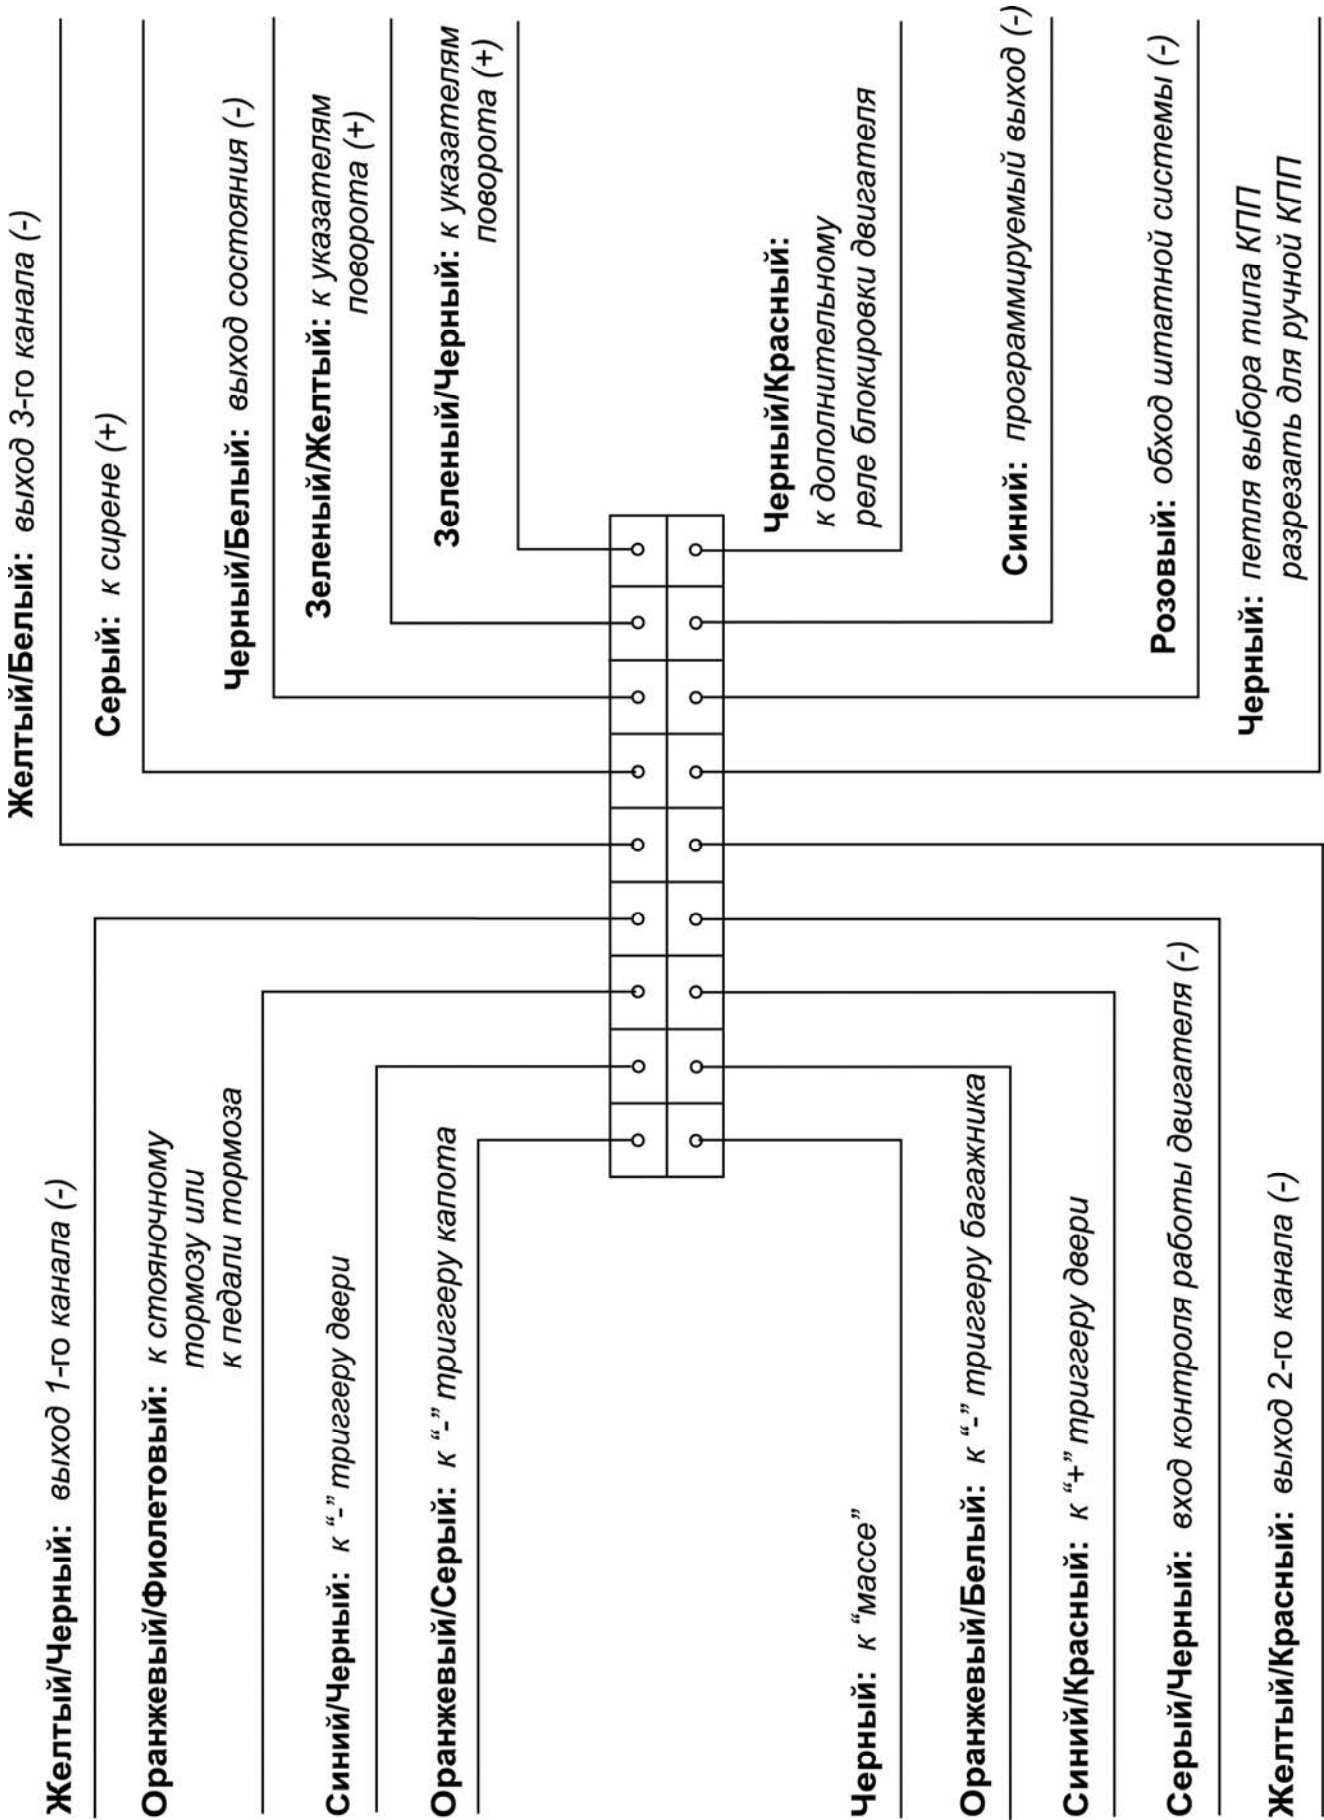 Желтый/Черный: выход 1-го канала (-)
Оранжевый/Фиолетовый: к стояночному
тормозу или
к педали тормоза
Синий/Черный: к “-” триггеру двери
Оранжевый/Серый: к “-” триггеру капота
Черный: к “массе”
Оранжевый/Белый: к “-” триггеру багажника
Синий/Красный: к “+” триггеру двери
Серый/Черный: вход контроля работы двигателя (-)
Желтый/Красный: выход 2-го канала (-)
Желтый/Белый: выход 3-го канала (-)
Серый: к сирене (+)
Черный/Белый: выход состояния (-)
Зеленый/Желтый: к указателям
поворота (+)
Зеленый/Черный: к указателям
поворота (+)
Черный/Красный:
к дополнительному
реле блокировки двигателя
Синий: программируемый выход (-)
Розовый: обход штатной системы (-)
Черный: петля выбора типа КПП
разрезать для ручной КПП